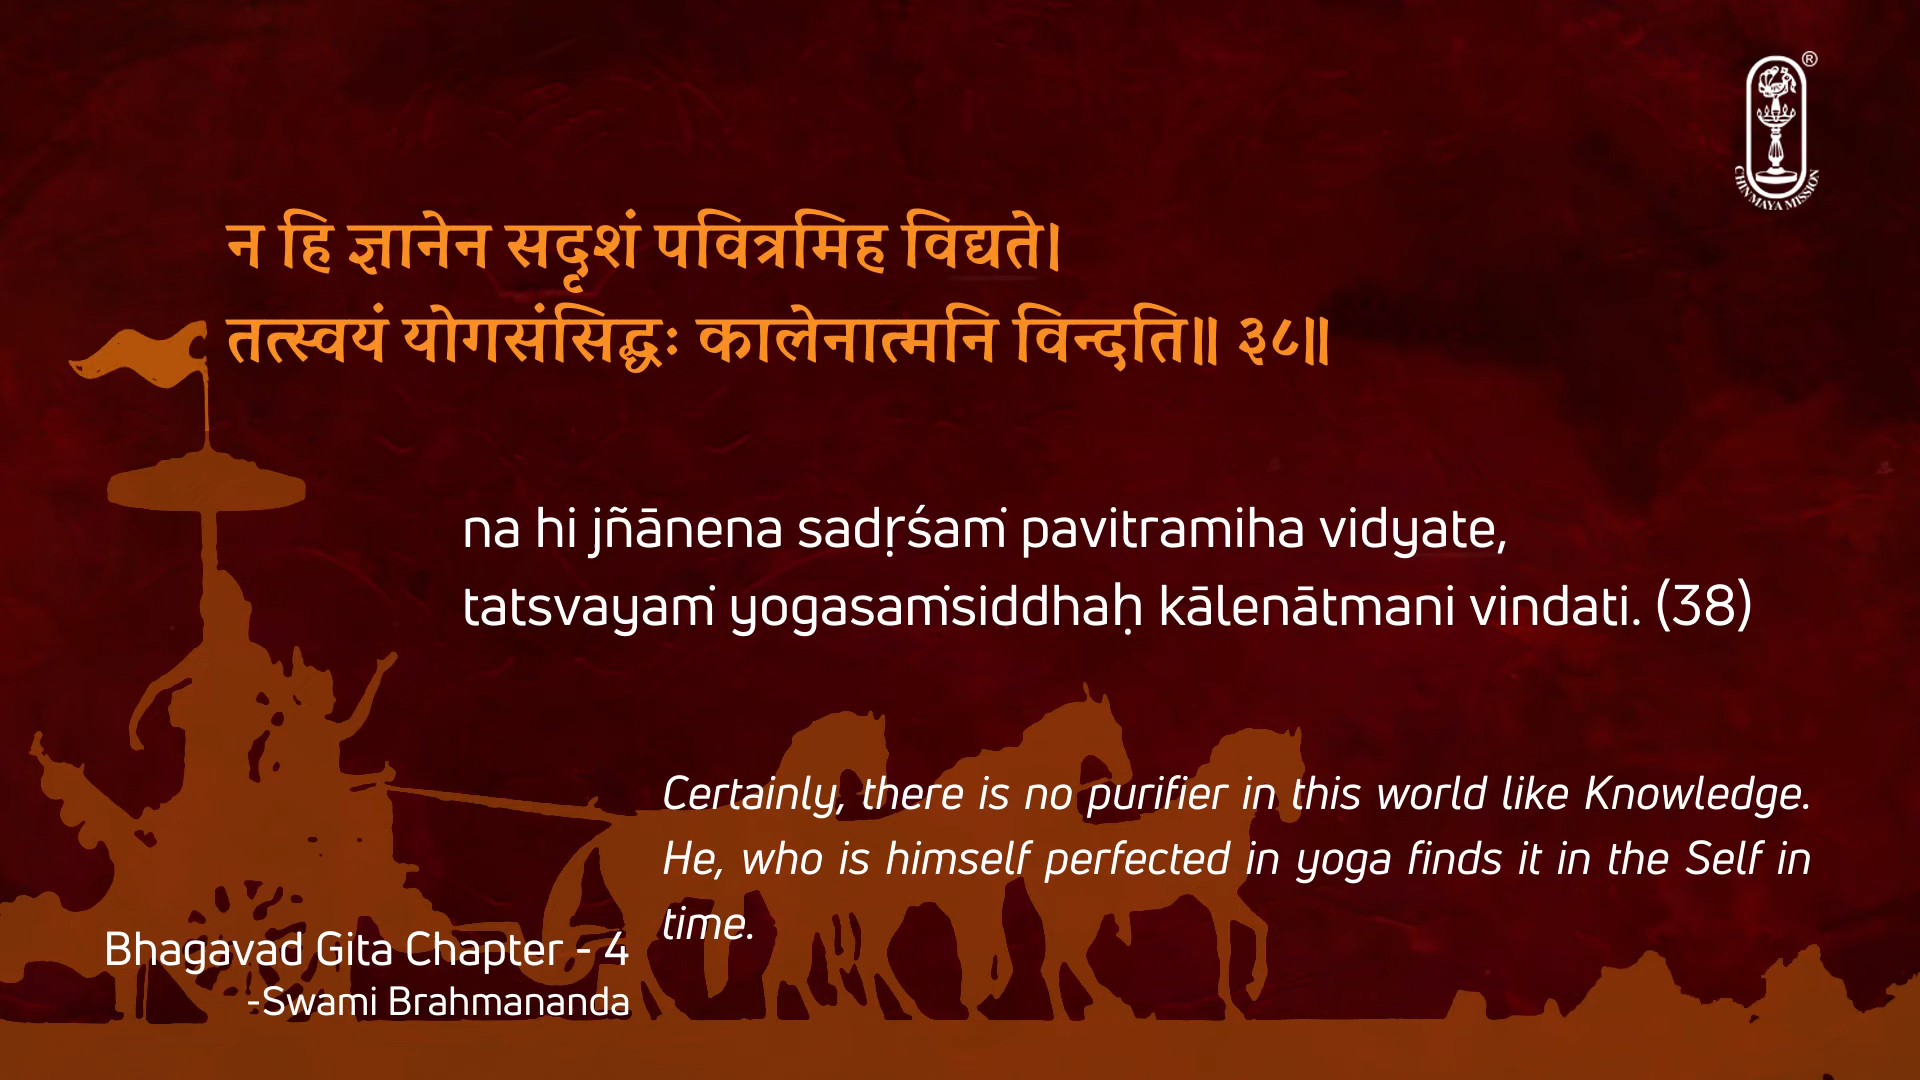 ®
CHINMAYA MISSION
न हि ज्ञानेन सदृशं पवित्रमिह विद्यते।
तत्स्वयं योगसंसिद्धः कालेनात्मनि विन्दति॥ ३८॥
na hi jñānena sadṛśaṁ pavitramiha vidyate,
tatsvayaṁ yogasaṁsiddhaḥ kālenātmani vindati. (38)
Certainly, there is no purifier in this world like Knowledge.
He, who is himself perfected in yoga finds it in the Self in
time.
Bhagavad Gita Chapter - 4
-Swami Brahmananda